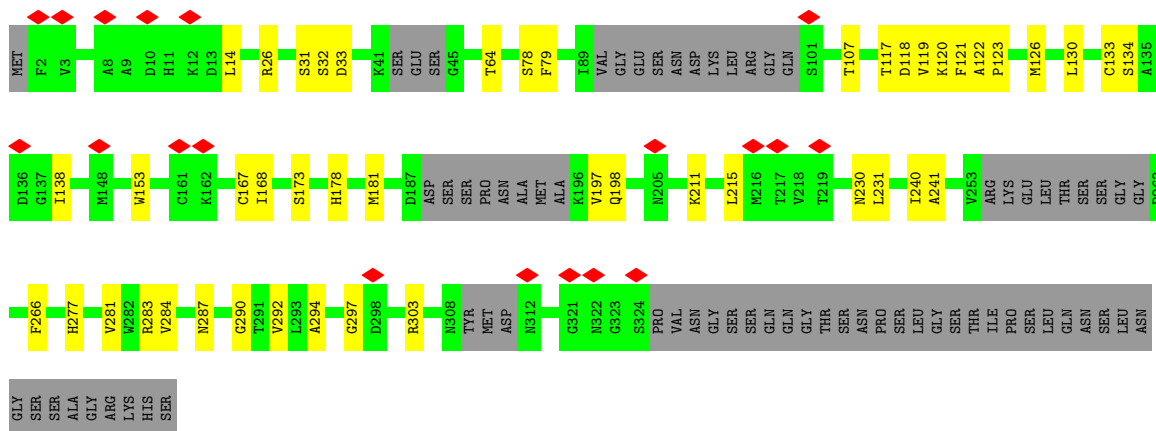 MET F2 V3 A8 A9 D10 H11 K12 D13 L14 R26 S31 S32 D33 K41 SER GLU SER G45 T64 S78 F79 I89 VAL GLY GLU SER ASN ASP LYS LEU ARG GLY GLN S101 T107 T117 D118 V119 K120 F121 A122 P123 M126 L130 C133 S134 A135
D136 G137 I138 M148 W153 C161 K162 C167 I168 S173 H178 M181 D187 ASP SER SER PRO ASN ALA MET ALA K196 V197 Q198 N205 K211 L215 M216 T217 V218 T219 N230 L231 I240 A241 V253 ARG LYS GLU LEU THR SER SER GLY GLY
F266 H277 V281 W282 R283 V284 N287 G290 T291 V292 L293 A294 G297 D298 R303 N308 TYR MET ASP N312 G321 N322 G323 S324 PRO VAL ASN GLY SER SER GLN GLN GLY THR SER ASN PRO SER LEU GLY SER THR ILE PRO SER LEU GLN ASN SER LEU ASN
GLY SER SER ALA GLY ARG LYS HIS SER